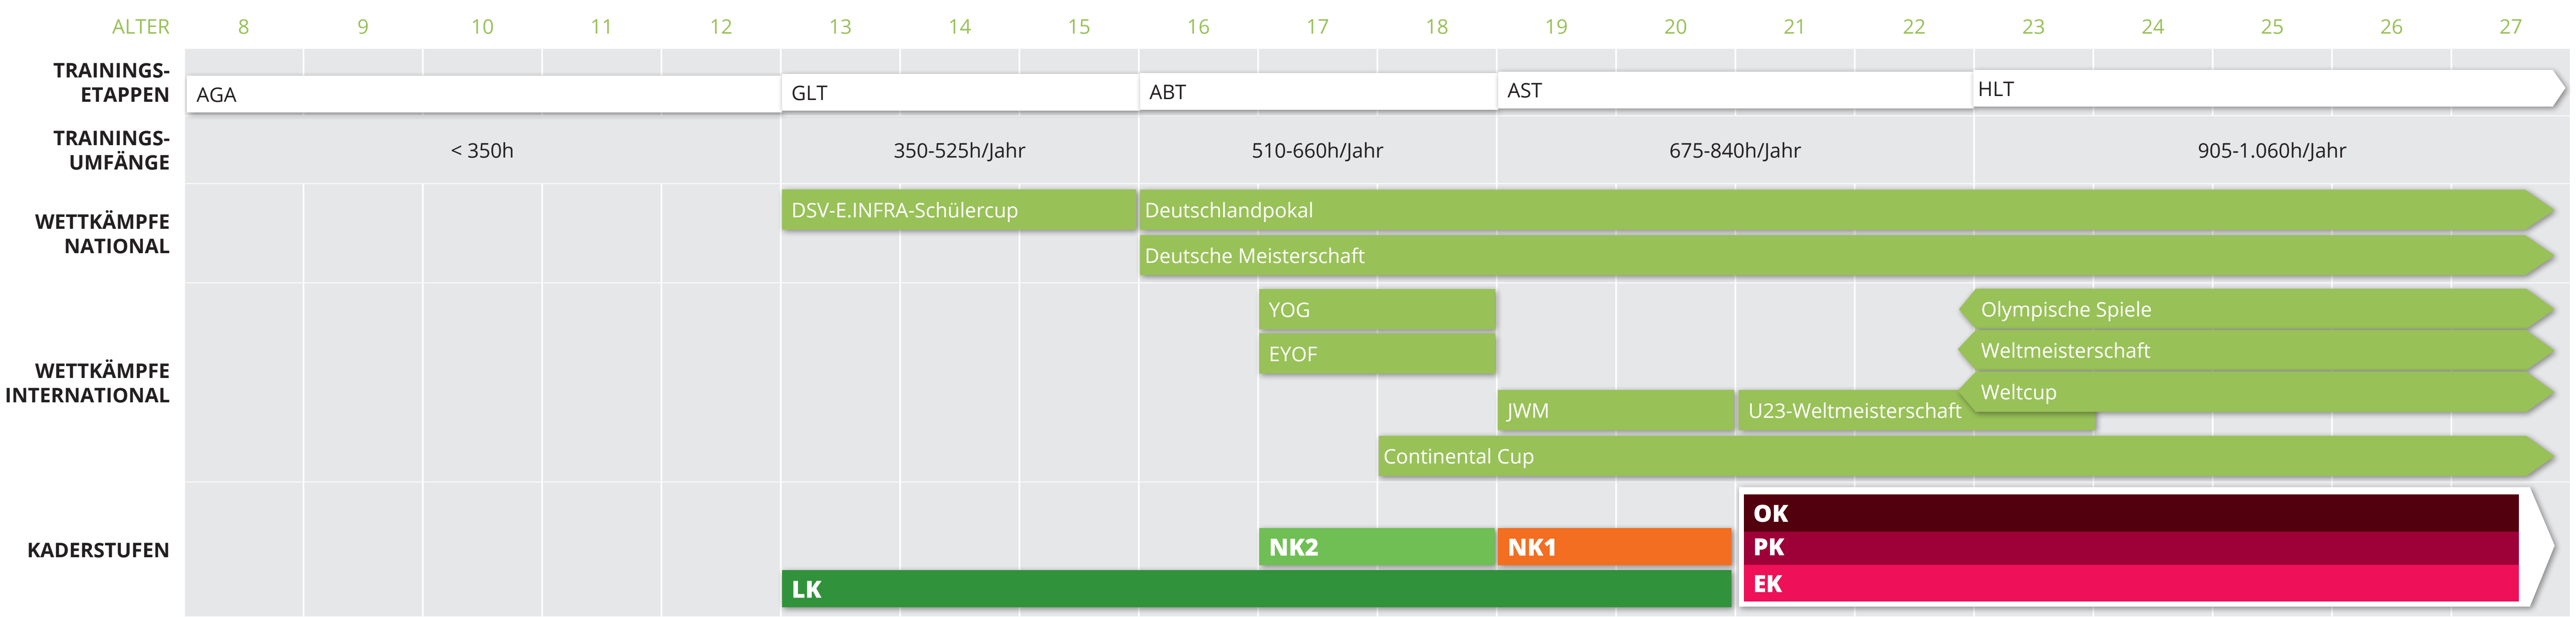 ALTER 8 9 10 11 12 13 14 15 16 17 18 19 20 21 22 23 24 25 26 27
TRAININGS-
ETAPPEN
AGA GLT ABT AST HLT
TRAININGS-
UMFÄNGE
< 350h 350-525h/Jahr 510-660h/Jahr 675-840h/Jahr 905-1.060h/Jahr
WETTKÄMPFE
NATIONAL
DSV-E.INFRA-Schülercup Deutschlandpokal
Deutsche Meisterschaft
WETTKÄMPFE
INTERNATIONAL
YOG Olympische Spiele
EYOF Weltmeisterschaft
Weltcup
JWM U23-Weltmeisterschaft
Continental Cup
KADERSTUFEN
OK
NK2 NK1 PK
LK EK